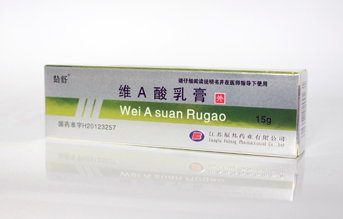 请仔细阅读说明书并在医师指导下使用
维A酸乳膏 外
Wei A suan Rugao
15g
国药准字H20123257